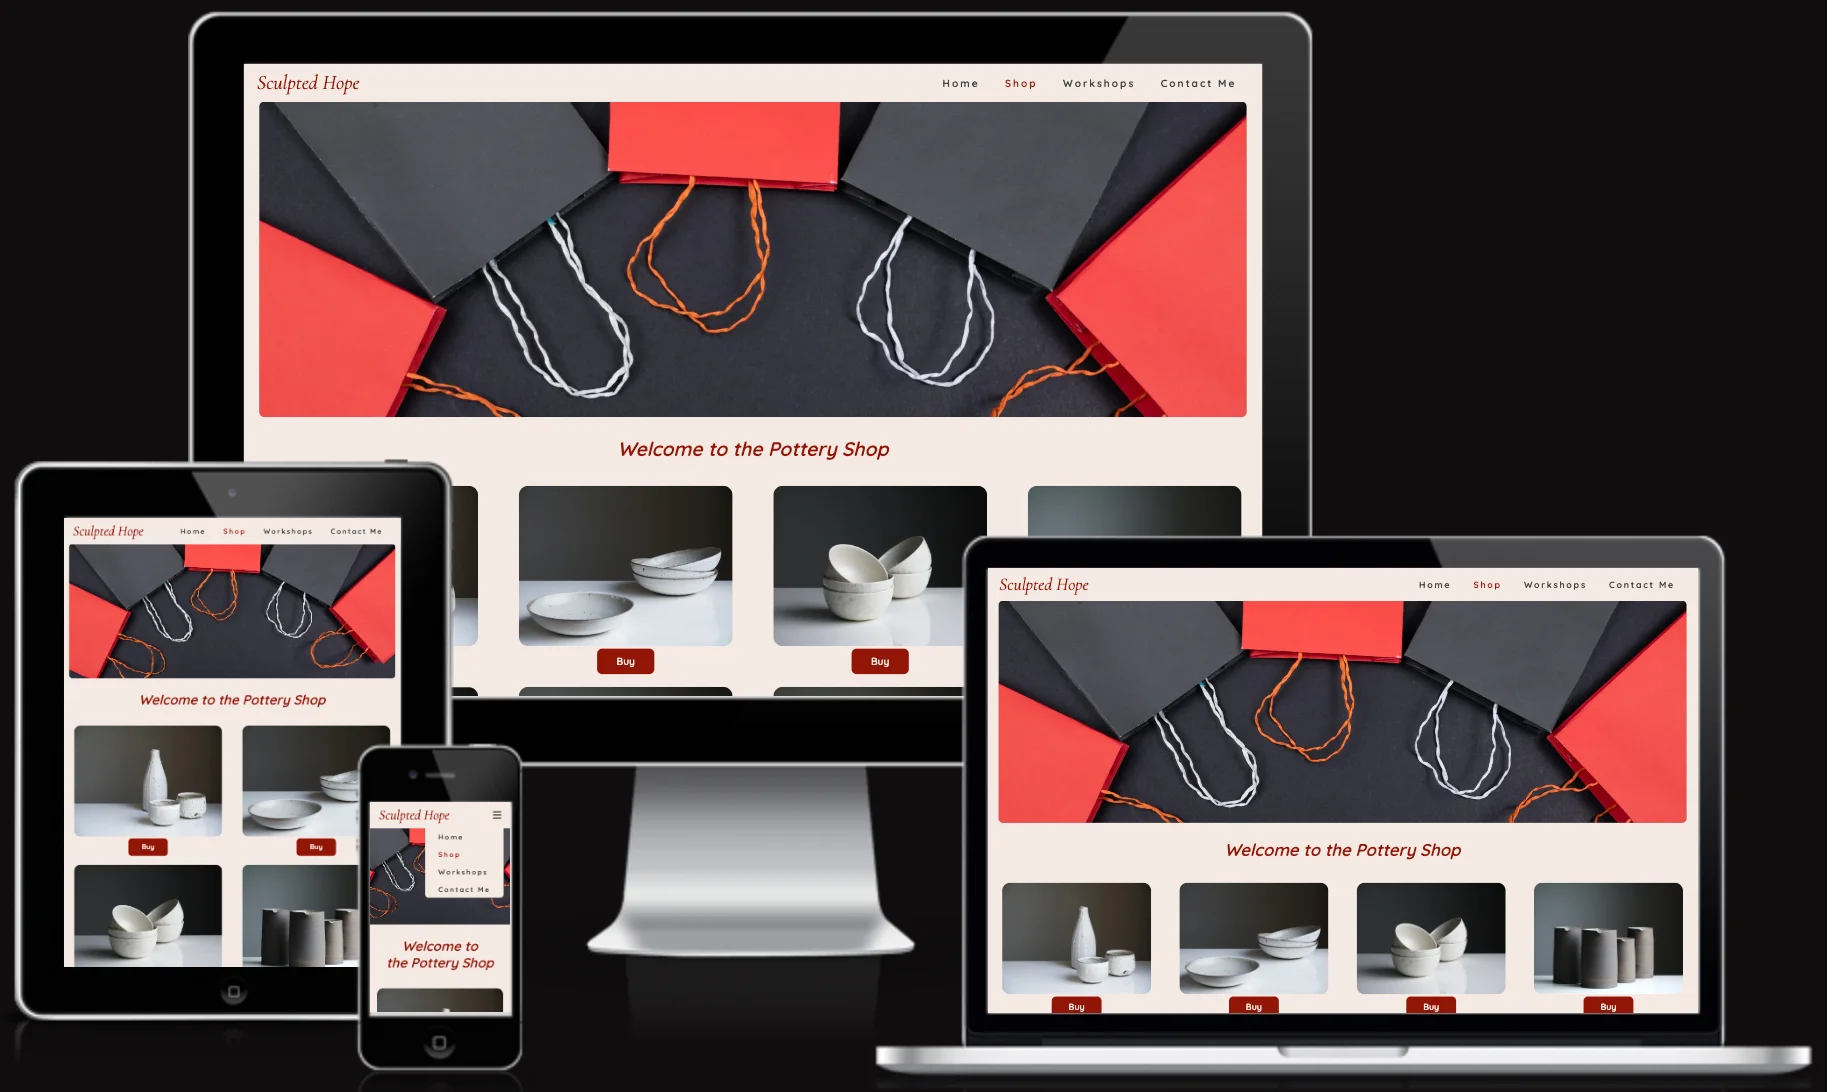 Sculpted Hope
Home Shop Workshops Contact Me
Welcome to the Pottery Shop
Buy Buy
Sculpted Hope
Home Shop Workshops Contact Me
Welcome to the Pottery Shop
Buy Buy
Sculpted Hope
Home
Shop
Workshops
Contact Me
Welcome to
the Pottery Shop
Sculpted Hope
Home Shop Workshops Contact Me
Welcome to the Pottery Shop
Buy Buy Buy Buy